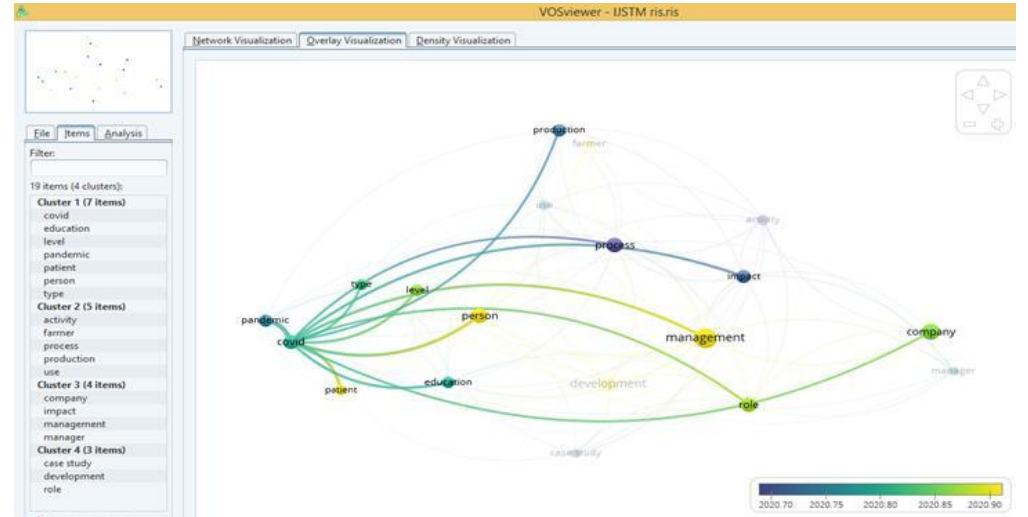 VOSviewer - IJSTM ris.ris
Network Visualization Overlay Visualization Density Visualization
File Items Analysis
Filter:
19 items (4 clusters):
Cluster 1 (7 items)
covid
education
level
pandemic
patient
person
type
Cluster 2 (5 items)
activity
farmer
process
production
use
Cluster 3 (4 items)
company
impact
management
manager
Cluster 4 (3 items)
case study
development
role
production
farmer
use
activity
process
impact
type
level
pandemic
person
covid
management
company
manager
patient
education
development
role
case study
2020.70 2020.75 2020.80 2020.85 2020.90